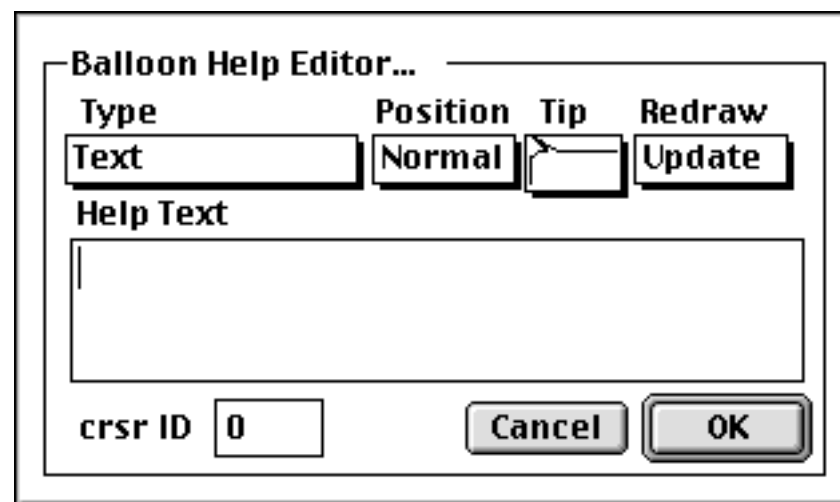 Balloon Help Editor...
Type Position Tip Redraw
Text Normal Update
Help Text
crsr ID 0 Cancel OK